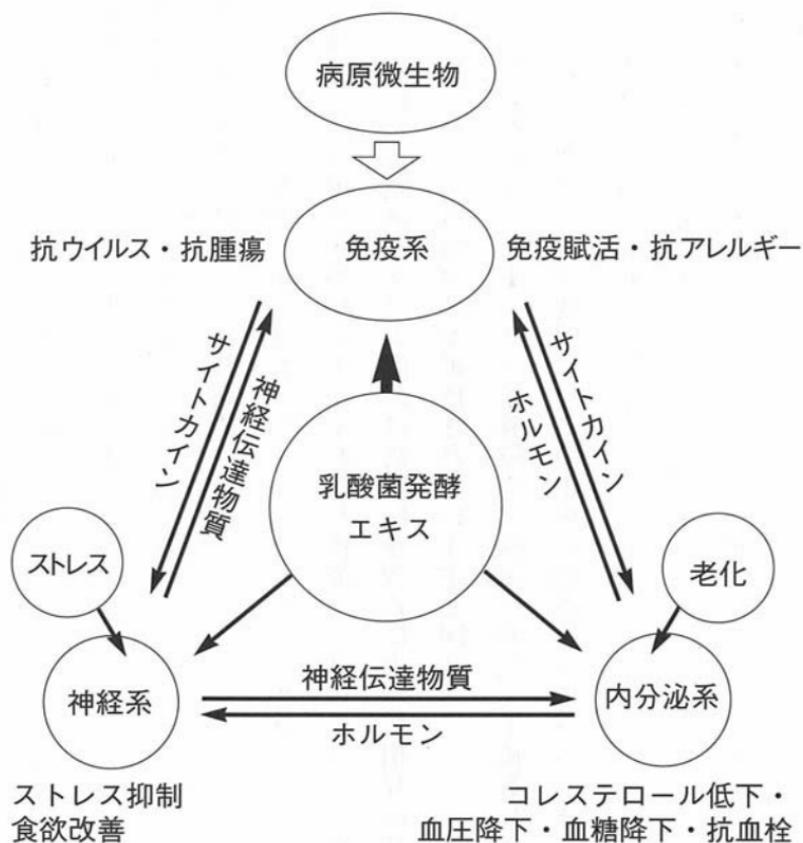 病原微生物
抗ウイルス・抗腫瘍
免疫系
免疫賦活・抗アレルギー
サイトカイン
神経伝達物質
ホルモン
サイトカイン
乳酸菌発酵
エキス
ストレス
老化
神経系
神経伝達物質
ホルモン
内分泌系
ストレス抑制
食欲改善
コレステロール低下・
血圧降下・血糖降下・抗血栓